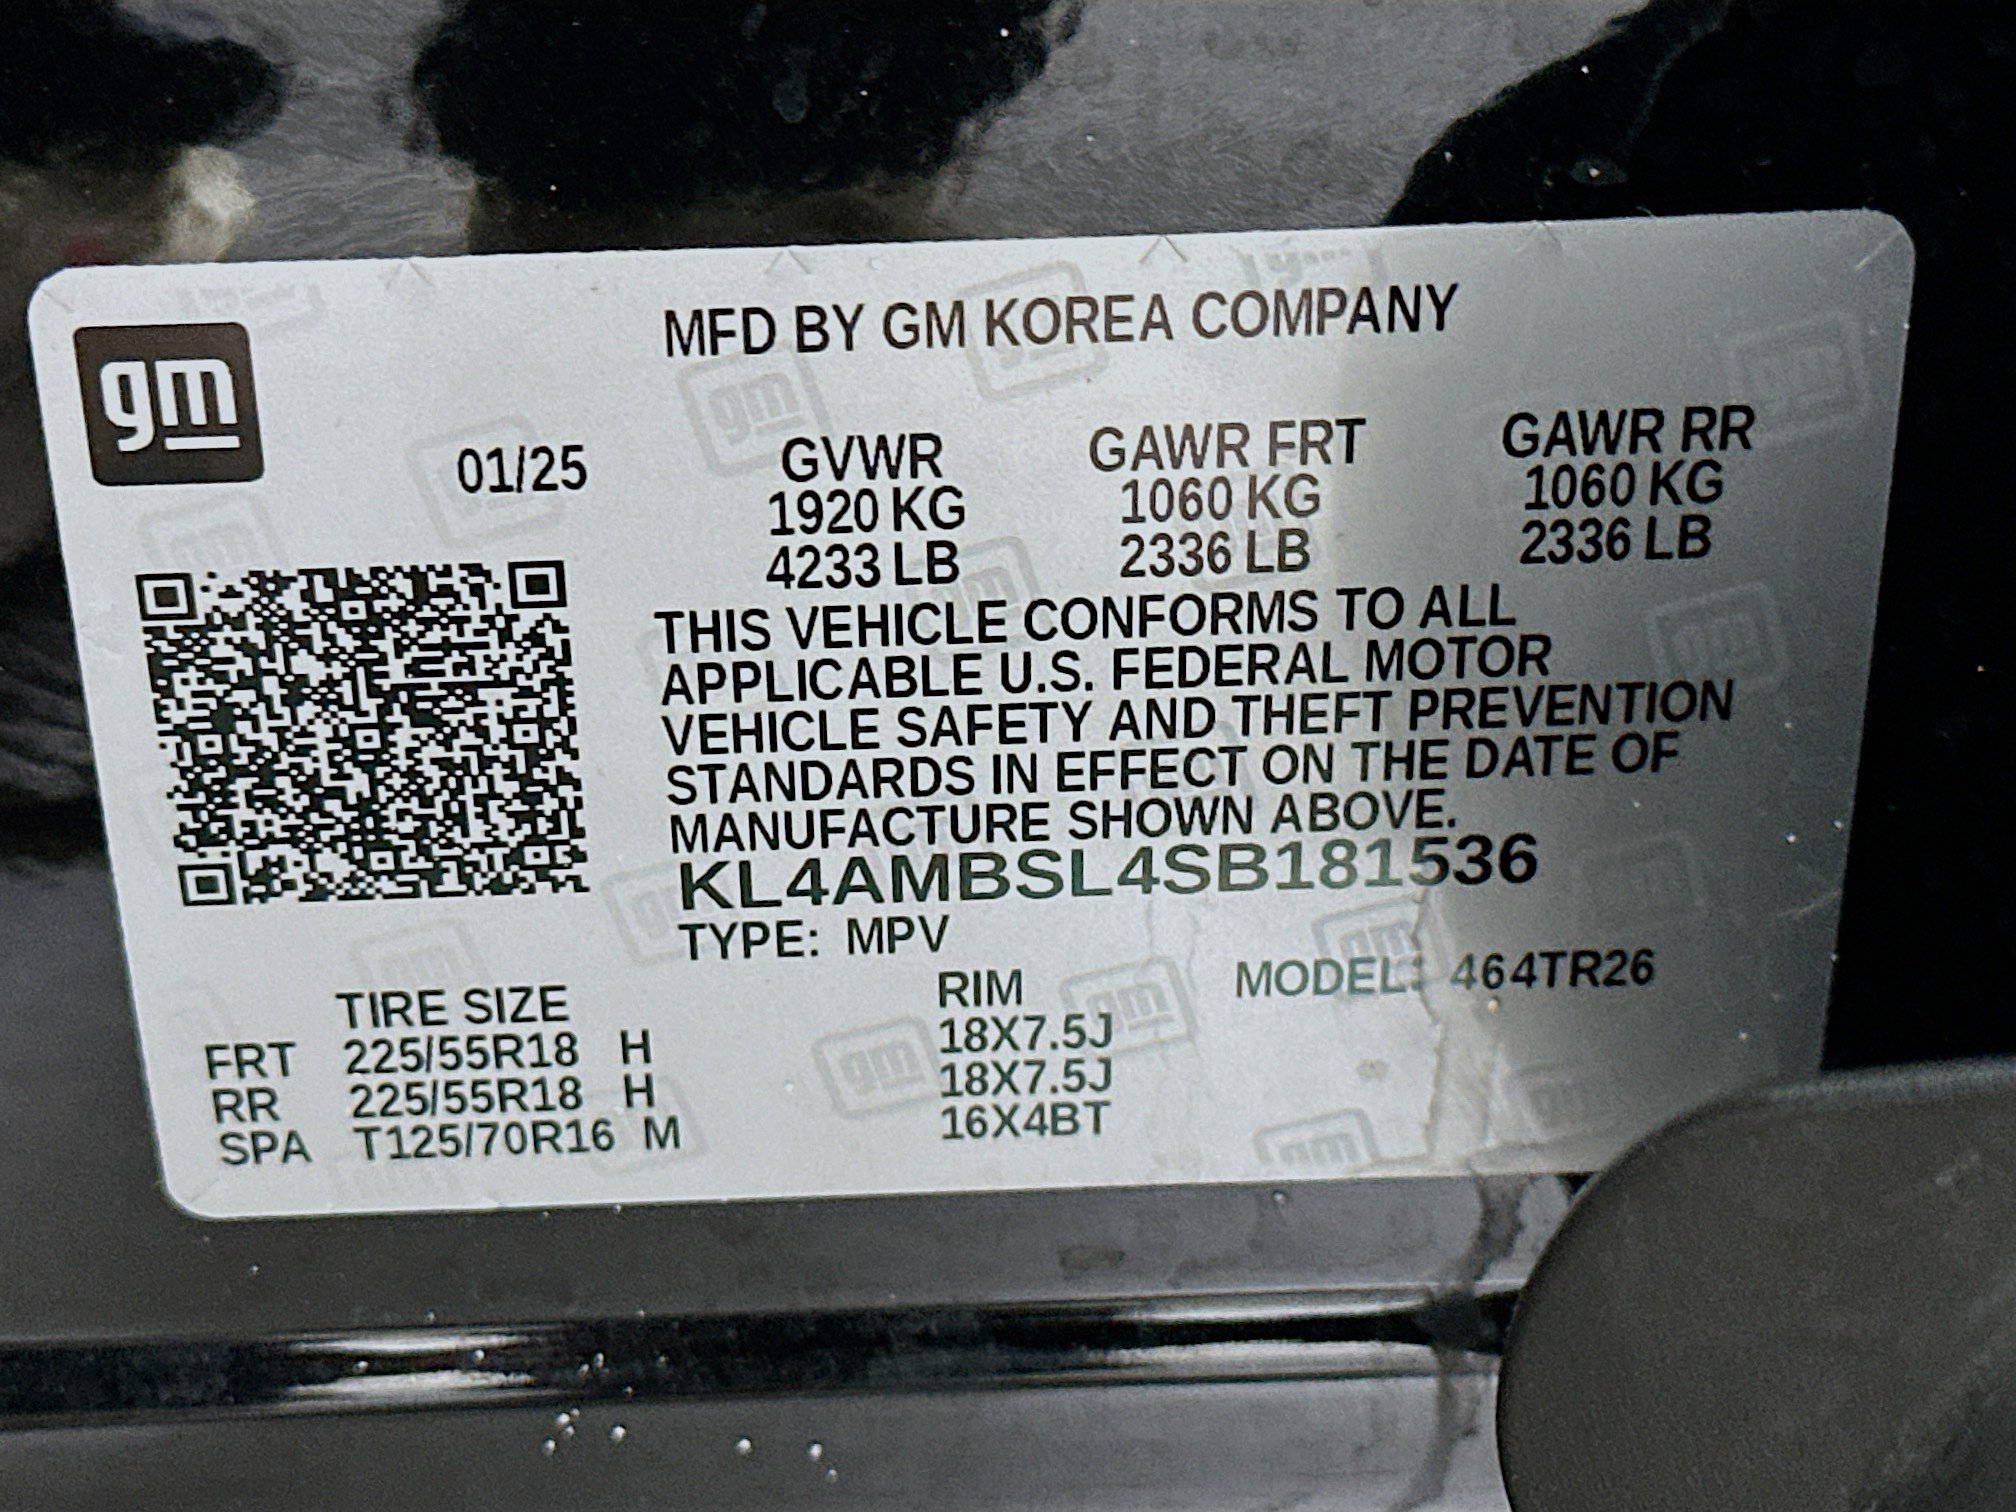 MFD BY GM KOREA COMPANY
gm
01/25
GVWR GAWR FRT GAWR RR
1920 KG 1060 KG 1060 KG
4233 LB 2336 LB 2336 LB
THIS VEHICLE CONFORMS TO ALL
APPLICABLE U.S. FEDERAL MOTOR
VEHICLE SAFETY AND THEFT PREVENTION
STANDARDS IN EFFECT ON THE DATE OF
MANUFACTURE SHOWN ABOVE.
KL4AMBSL4SB181536
TYPE: MPV
TIRE SIZE RIM MODEL: 464TR26
FRT 225/55R18 H 18X7.5J
RR 225/55R18 H 18X7.5J
SPA T125/70R16 M 16X4BT